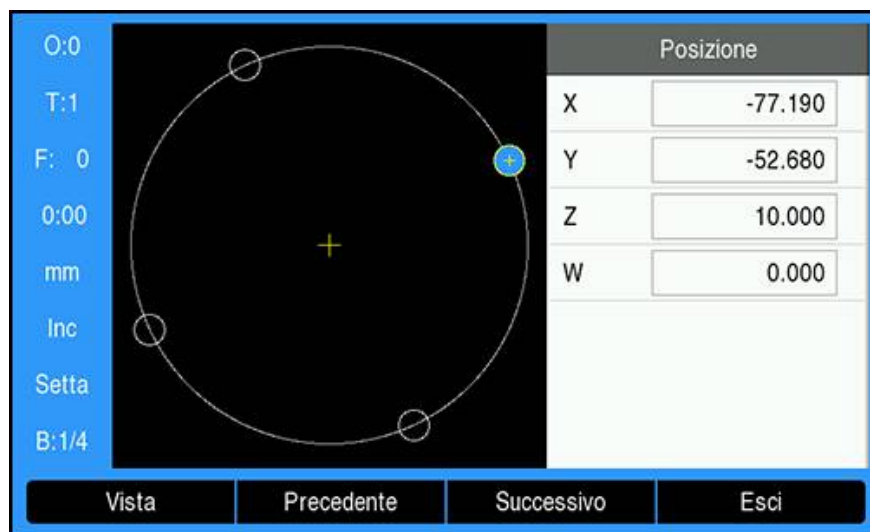 O:0
T:1
F: 0
0:00
mm
Inc
Setta
B:1/4
Posizione
X -77.190
Y -52.680
Z 10.000
W 0.000
Vista Precedente Successivo Esci